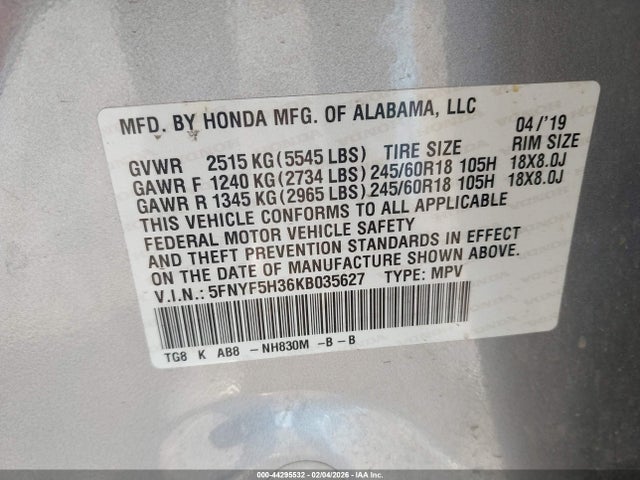 MFD. BY HONDA MFG. OF ALABAMA, LLC 04/'19
GVWR 2515 KG(5545 LBS) TIRE SIZE RIM SIZE
GAWR F 1240 KG(2734 LBS) 245/60R18 105H 18X8.0J
GAWR R 1345 KG(2965 LBS) 245/60R18 105H 18X8.0J
THIS VEHICLE CONFORMS TO ALL APPLICABLE
FEDERAL MOTOR VEHICLE SAFETY
AND THEFT PREVENTION STANDARDS IN EFFECT
ON THE DATE OF MANUFACTURE SHOWN ABOVE.
V.I.N.: 5FNYF5H36KB035627 TYPE: MPV
TG8 K AB8 -NH830M -B-B
000-44295532 - 02/04/2026 - IAAI.COM